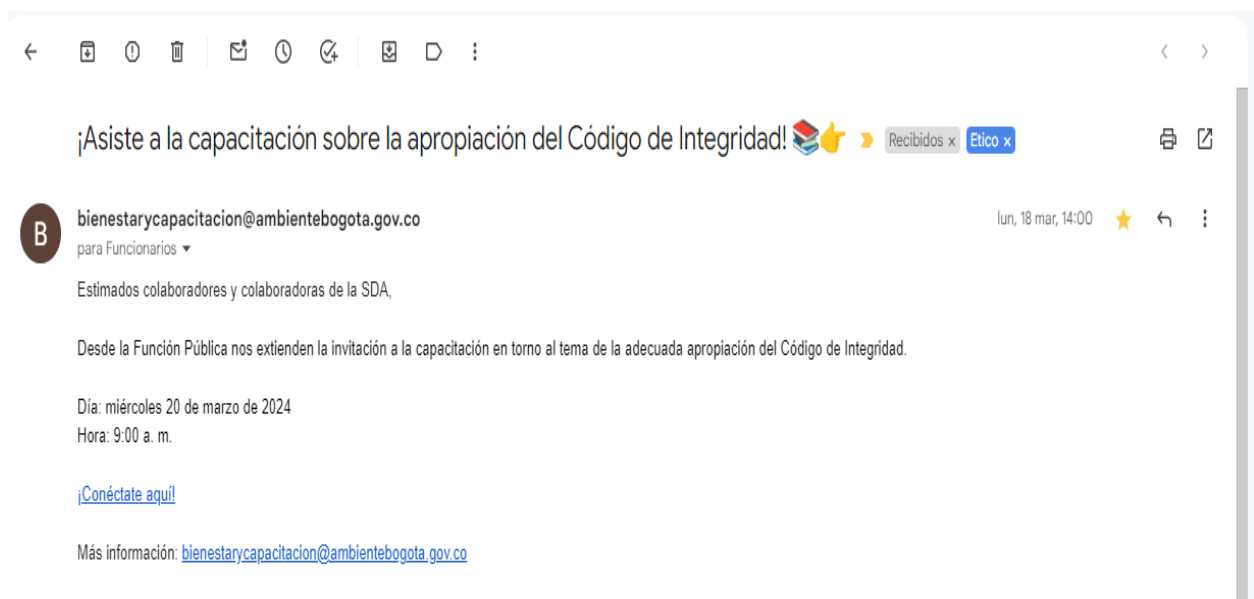 ¡Asiste a la capacitación sobre la apropiación del Código de Integridad! 📚👉 Recibidos x Etico x
B
bienestarycapacitacion@ambientebogota.gov.co lun, 18 mar, 14:00
para Funcionarios
Estimados colaboradores y colaboradoras de la SDA,
Desde la Función Pública nos extienden la invitación a la capacitación en torno al tema de la adecuada apropiación del Código de Integridad.
Día: miércoles 20 de marzo de 2024
Hora: 9:00 a. m.
¡Conéctate aquí!
Más información: bienestarycapacitacion@ambientebogota.gov.co